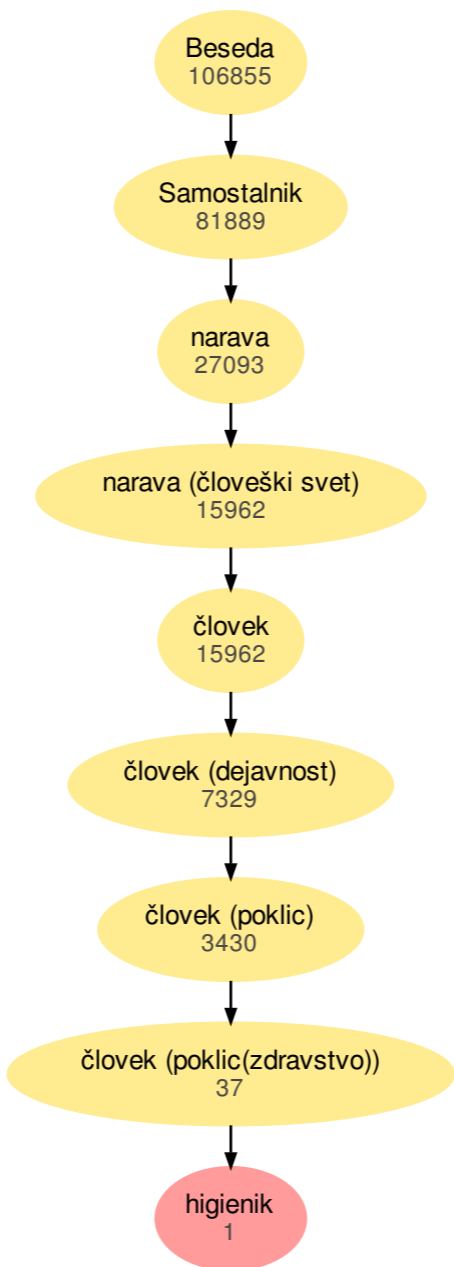 Beseda
106855
Samostalnik
81889
narava
27093
narava (človeški svet)
15962
človek
15962
človek (dejavnost)
7329
človek (poklic)
3430
človek (poklic(zdravstvo))
37
higienik
1